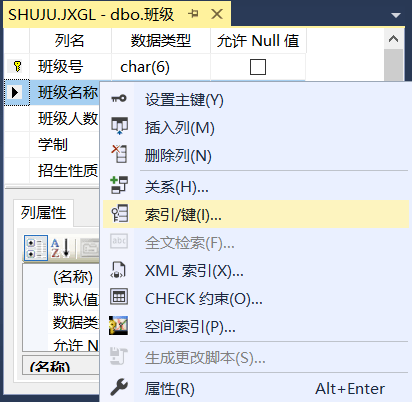 SHUJU.JXGL - dbo.班级
列名 数据类型 允许 Null 值
班级号 char(6)
班级名称
班级人数
学制
招生性质
设置主键(Y)
插入列(M)
删除列(N)
关系(H)...
索引/键(I)...
全文检索(F)...
XML 索引(X)...
CHECK 约束(O)...
空间索引(P)...
生成更改脚本(S)...
属性(R) Alt+Enter
列属性
(名称)
默认值
数据类
允许 N
(名称)